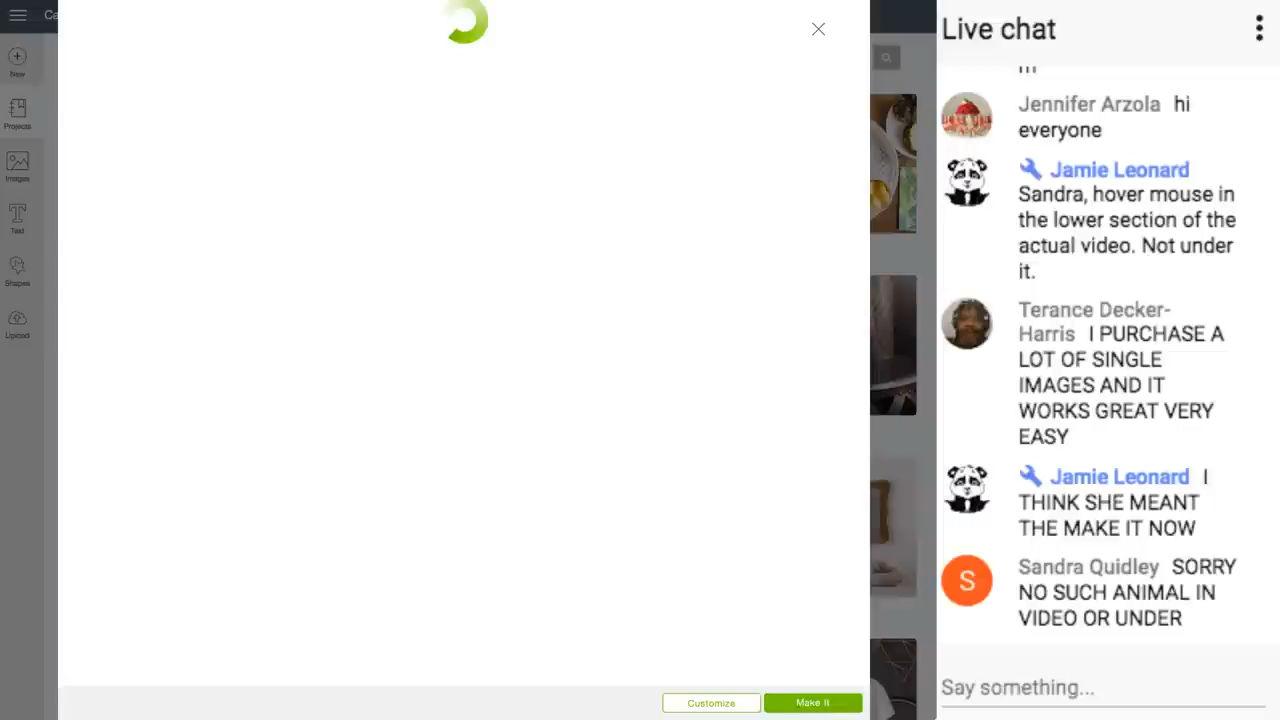 Ca
New
Projects
Images
Text
Shapes
Upload
Customize
Make It
Live chat
Jennifer Arzola hi
everyone
Jamie Leonard
Sandra, hover mouse in
the lower section of the
actual video. Not under
it.
Terance Decker-
Harris I PURCHASE A
LOT OF SINGLE
IMAGES AND IT
WORKS GREAT VERY
EASY
Jamie Leonard I
THINK SHE MEANT
THE MAKE IT NOW
S
Sandra Quidley SORRY
NO SUCH ANIMAL IN
VIDEO OR UNDER
Say something...